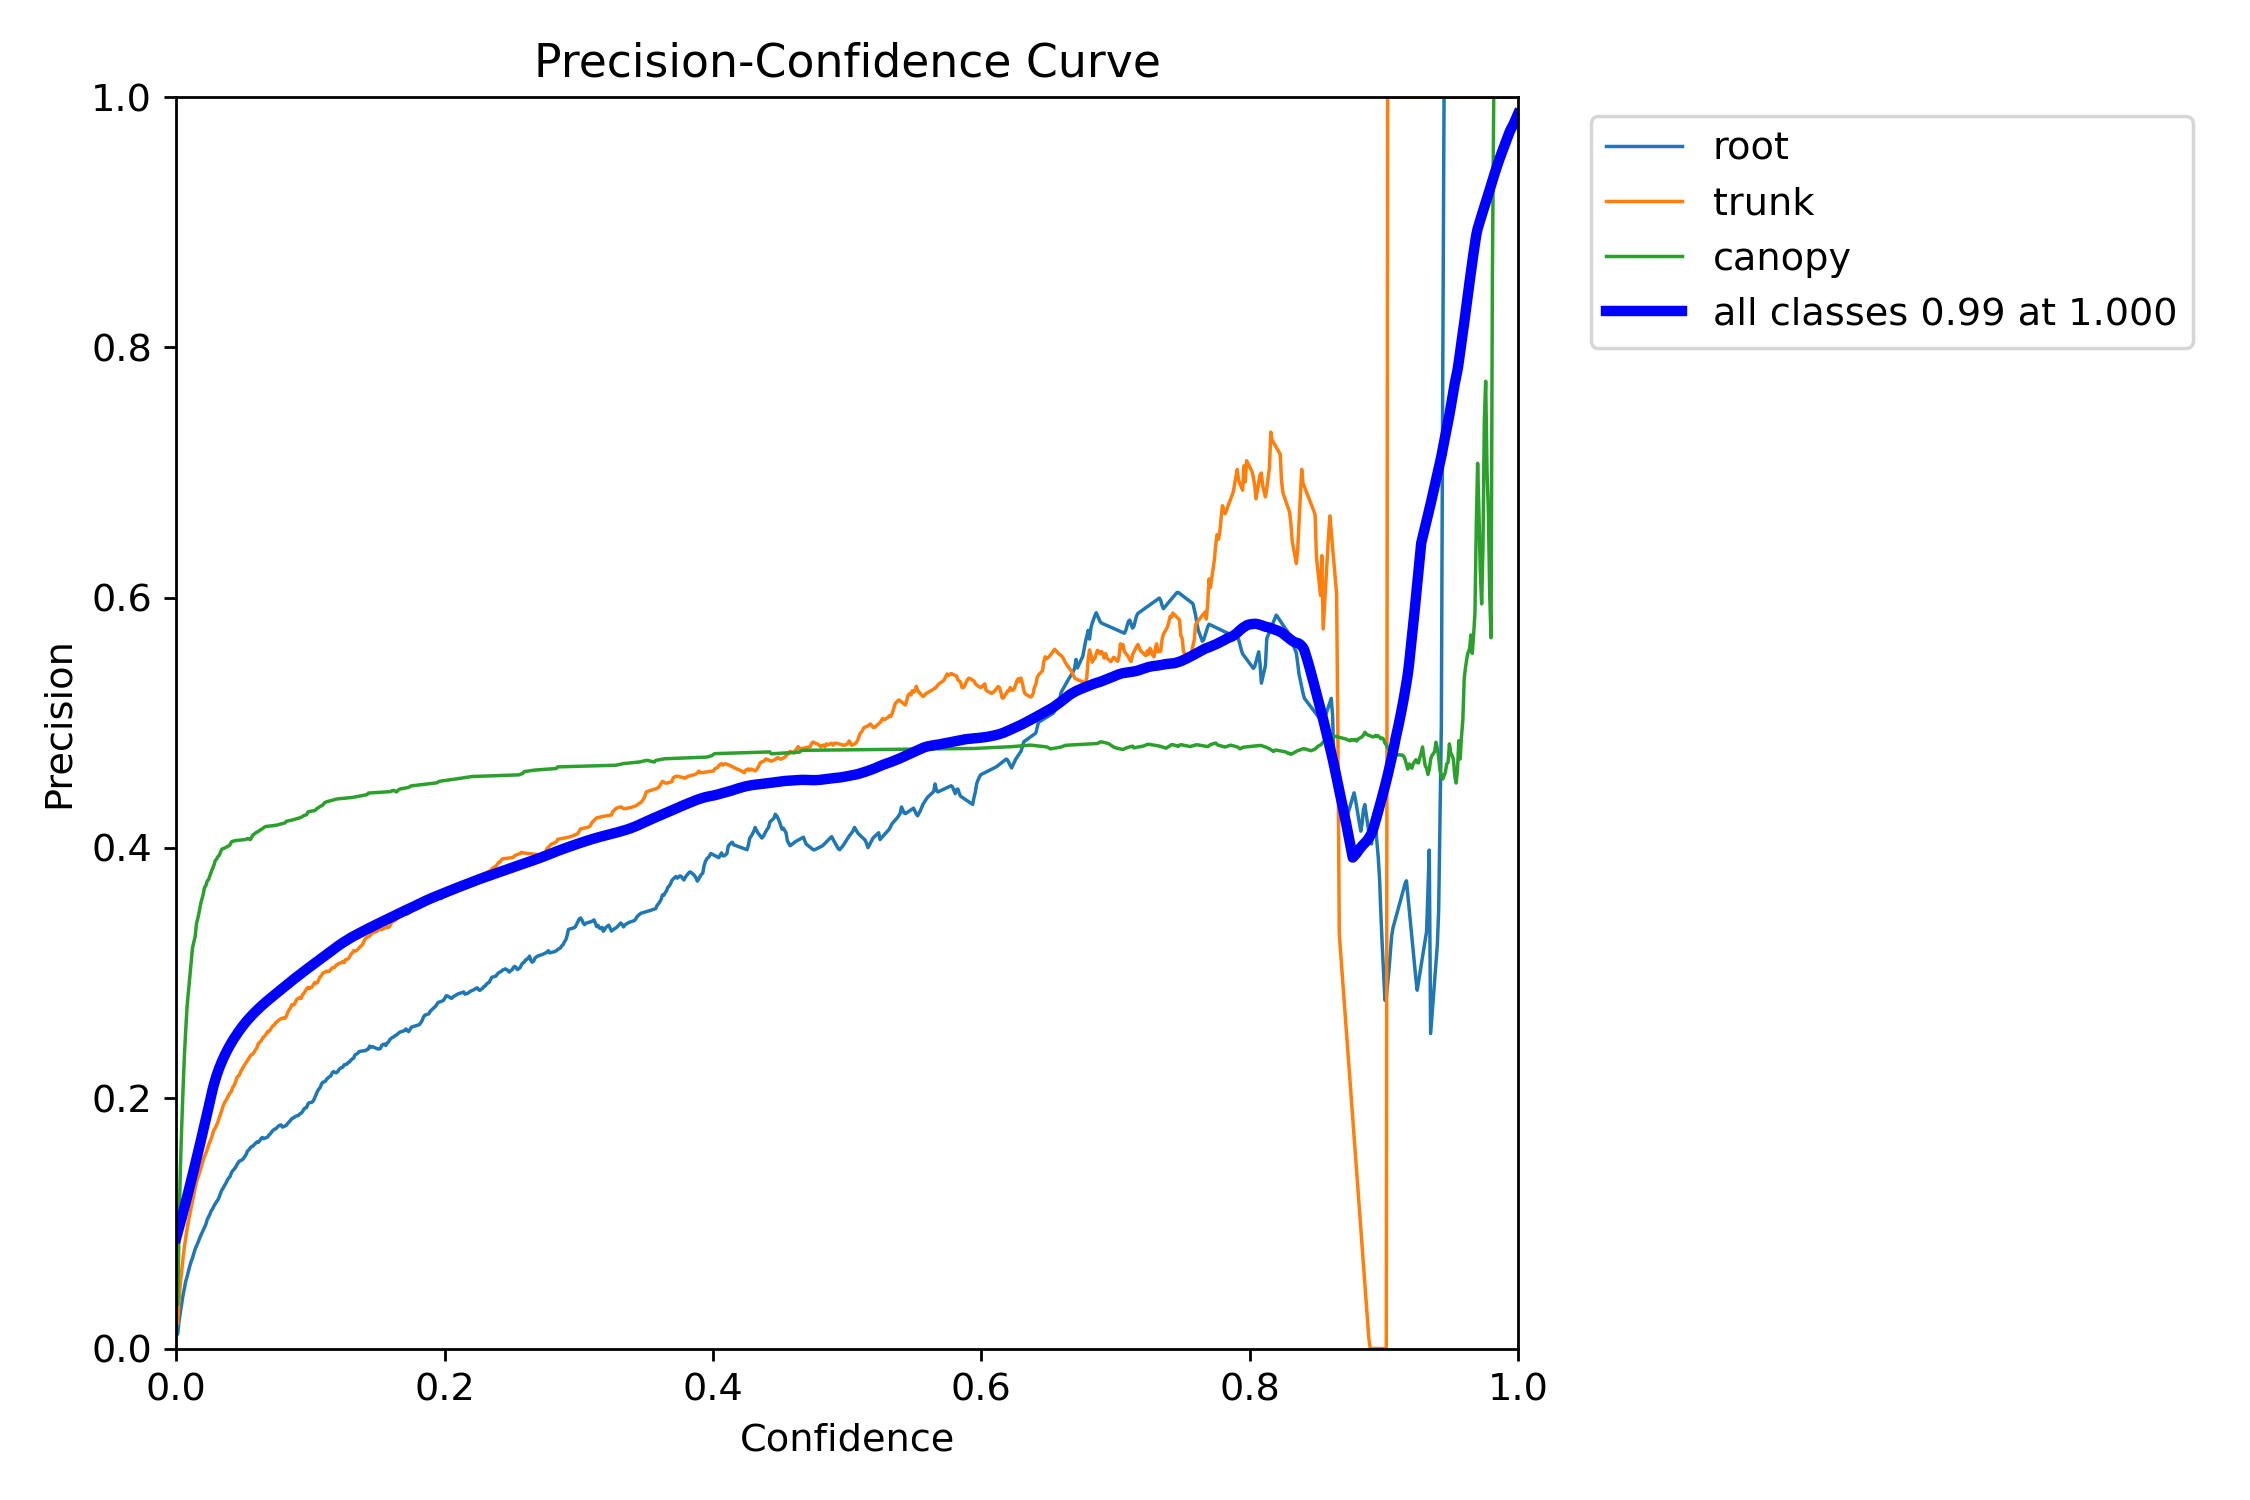 Precision-Confidence Curve
1.0
0.8
0.6
0.4
0.2
0.0
Precision
0.0 0.2 0.4 0.6 0.8 1.0
Confidence
root
trunk
canopy
all classes 0.99 at 1.000